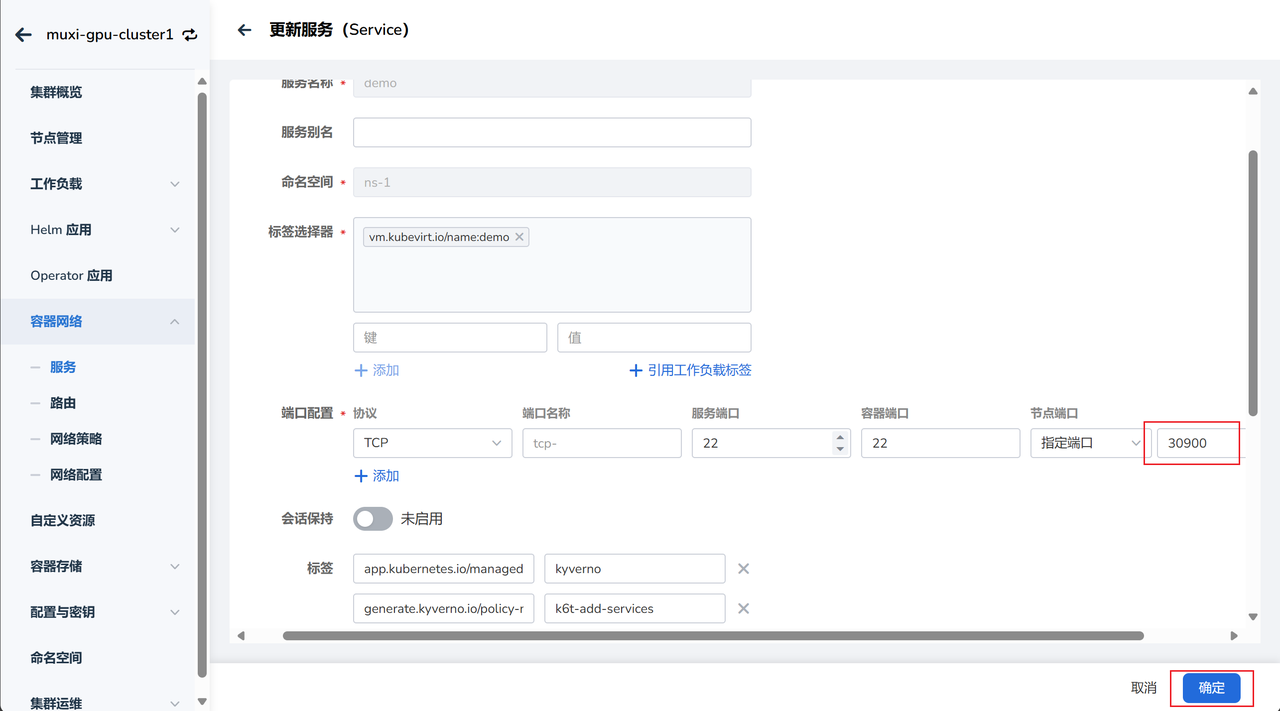 muxi-gpu-cluster1
集群概览
节点管理
工作负载
Helm 应用
Operator 应用
容器网络
服务
路由
网络策略
网络配置
自定义资源
容器存储
配置与密钥
命名空间
集群运维
更新服务（Service）
服务名称 * demo
服务别名
命名空间 * ns-1
标签选择器 * vm.kubevirt.io/name:demo
键 值
添加 引用工作负载标签
端口配置 * 协议 端口名称 服务端口 容器端口 节点端口
TCP tcp- 22 22 指定端口 30900
添加
会话保持 未启用
标签 app.kubernetes.io/managed kyverno
generate.kyverno.io/policy-r k6t-add-services
取消 确定